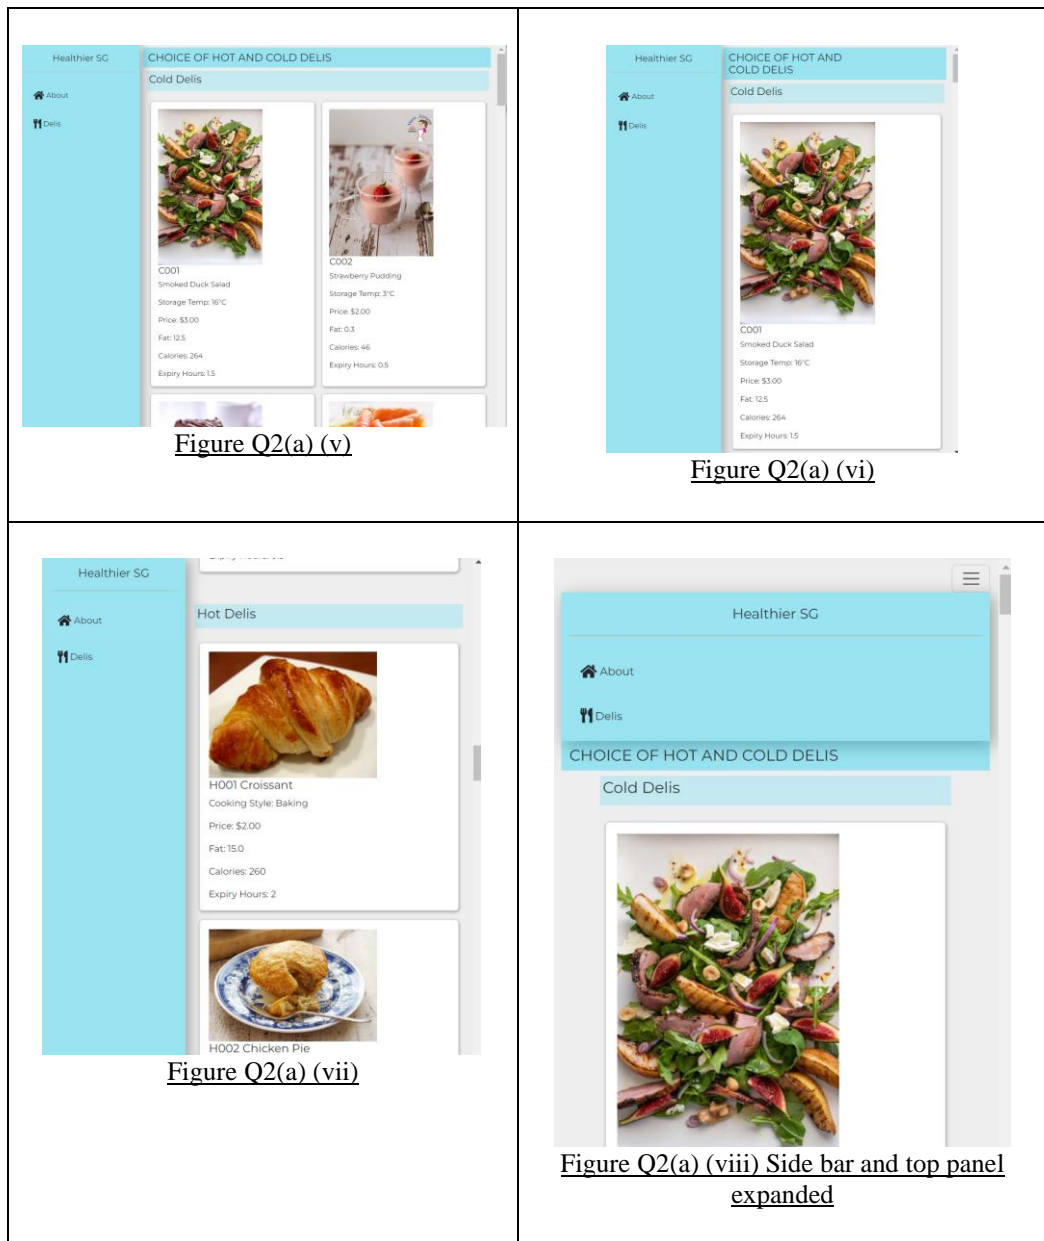 Healthier SG
About
Delis
CHOICE OF HOT AND COLD DELIS
Cold Delis
C001
Smoked Duck Salad
Storage Temp: 16°C
Price: $3.00
Fat: 12.5
Calories: 264
Expiry Hours: 1.5
C002
Strawberry Pudding
Storage Temp: 3°C
Price: $2.00
Fat: 0.3
Calories: 46
Expiry Hours: 0.5
Figure Q2(a) (v)
Healthier SG
About
Delis
CHOICE OF HOT AND
COLD DELIS
Cold Delis
C001
Smoked Duck Salad
Storage Temp: 16°C
Price: $3.00
Fat: 12.5
Calories: 264
Expiry Hours: 1.5
Figure Q2(a) (vi)
Healthier SG
About
Delis
Hot Delis
H001 Croissant
Cooking Style: Baking
Price: $2.00
Fat: 15.0
Calories: 260
Expiry Hours: 2
H002 Chicken Pie
Figure Q2(a) (vii)
Healthier SG
About
Delis
CHOICE OF HOT AND COLD DELIS
Cold Delis
Figure Q2(a) (viii) Side bar and top panel
expanded